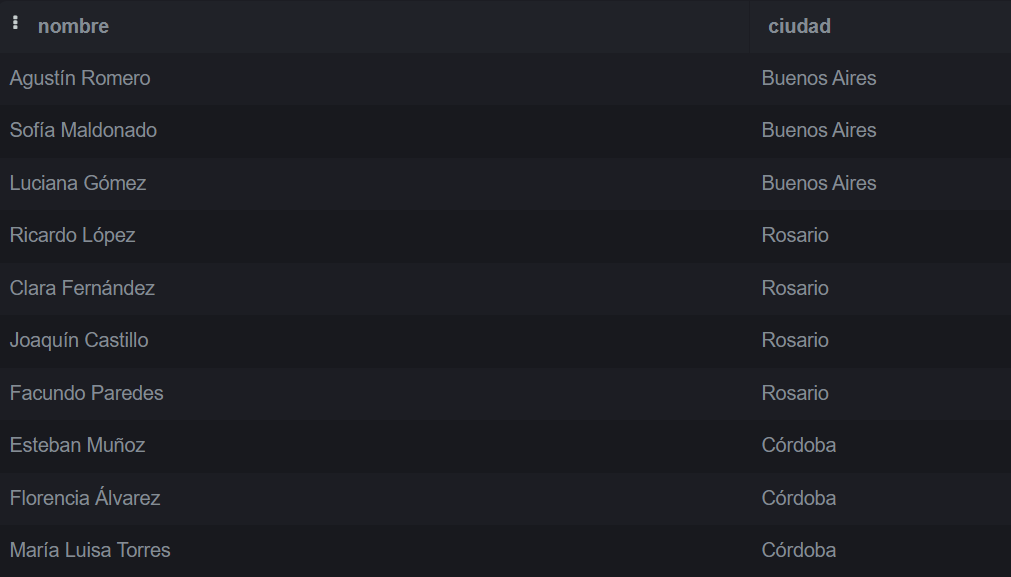 nombre ciudad
Agustín Romero Buenos Aires
Sofía Maldonado Buenos Aires
Luciana Gómez Buenos Aires
Ricardo López Rosario
Clara Fernández Rosario
Joaquín Castillo Rosario
Facundo Paredes Rosario
Esteban Muñoz Córdoba
Florencia Álvarez Córdoba
María Luisa Torres Córdoba